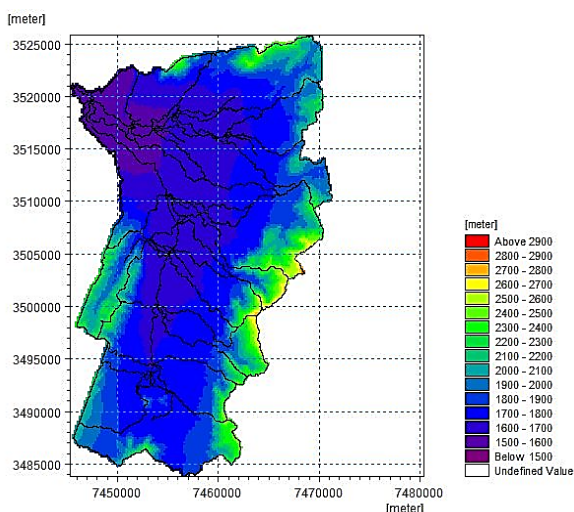 [meter]
3525000
3520000
3515000
3510000
3505000
3500000
3495000
3490000
3485000
7450000 7460000 7470000 7480000
[meter]
[meter]
Above 2900
2800 - 2900
2700 - 2800
2600 - 2700
2500 - 2600
2400 - 2500
2300 - 2400
2200 - 2300
2100 - 2200
2000 - 2100
1900 - 2000
1800 - 1900
1700 - 1800
1600 - 1700
1500 - 1600
Below 1500
Undefined Value